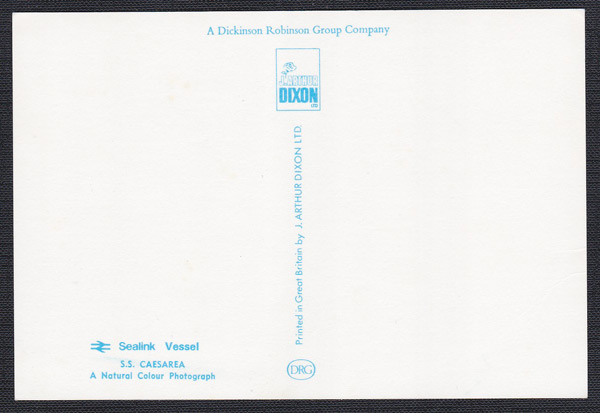 A Dickinson Robinson Group Company
J. ARTHUR
DIXON
LTD
Printed in Great Britain by J. ARTHUR DIXON LTD.
Sealink Vessel
S.S. CAESAREA
A Natural Colour Photograph
DRG